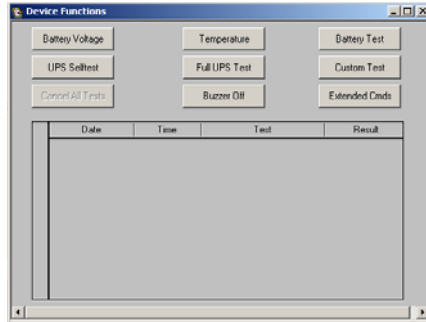 Device Functions
Battery Voltage Temperature Battery Test
UPS Selftest Full UPS Test Custom Test
Cancel All Tests Buzzer Off Extended Cmds
Date Time Test Result